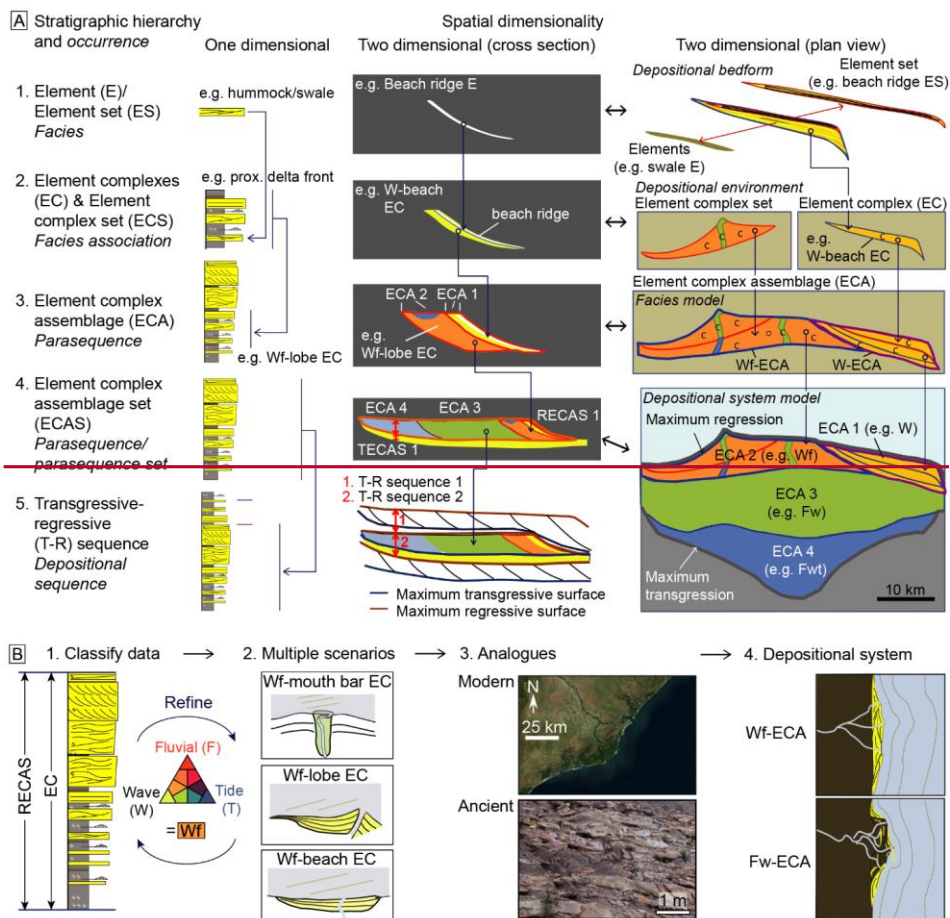 A Stratigraphic hierarchy and occurrence
Spatial dimensionality
One dimensional
Two dimensional (cross section)
Two dimensional (plan view)
1. Element (E)/
Element set (ES)
Facies
e.g. hummock/swale
e.g. Beach ridge E
Depositional bedform
Element set
(e.g. beach ridge ES)
Elements
(e.g. swale E)
2. Element complexes
(EC) & Element
complex set (ECS)
Facies association
e.g. prox. delta front
e.g. W-beach
EC
beach ridge
Depositional environment
Element complex set
Element complex (EC)
C
C
C
C
e.g.
W-beach EC
3. Element complex
assemblage (ECA)
Parasequence
e.g. Wf-lobe EC
ECA 2
ECA 1
e.g.
Wf-lobe EC
Element complex assemblage (ECA)
Facies model
C
C
C
C
C
C
C
Wf-ECA
W-ECA
4. Element complex
assemblage set
(ECAS)
Parasequence/
parasequence set
ECA 4
ECA 3
RECAS 1
TECAS 1
Depositional system model
Maximum regression
ECA 1 (e.g. W)
ECA 2 (e.g. Wf)
ECA 3
(e.g. Fw)
ECA 4
(e.g. Fwt)
Maximum
transgression
10 km
5. Transgressive-
regressive
(T-R) sequence
Depositional
sequence
1. T-R sequence 1
2. T-R sequence 2
1
2
Maximum transgressive surface
Maximum regressive surface
B 1. Classify data
2. Multiple scenarios
3. Analogues
4. Depositional system
RECAS
EC
Refine
Fluvial (F)
Wave
(W)
Tide
(T)
= Wf
Wf-mouth bar EC
Wf-lobe EC
Wf-beach EC
Modern
N
25 km
Ancient
1 m
Wf-ECA
Fw-ECA